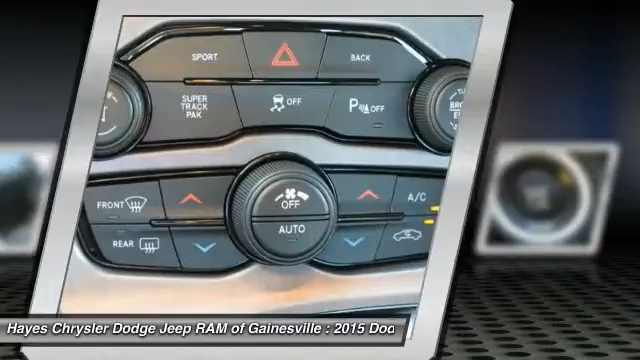 SPORT
BACK
SUPER
TRACK
PAK
OFF
P OFF
FRONT
OFF
A/C
AUTO
REAR
Hayes Chrysler Dodge Jeep RAM of Gainesville : 2015 Dod